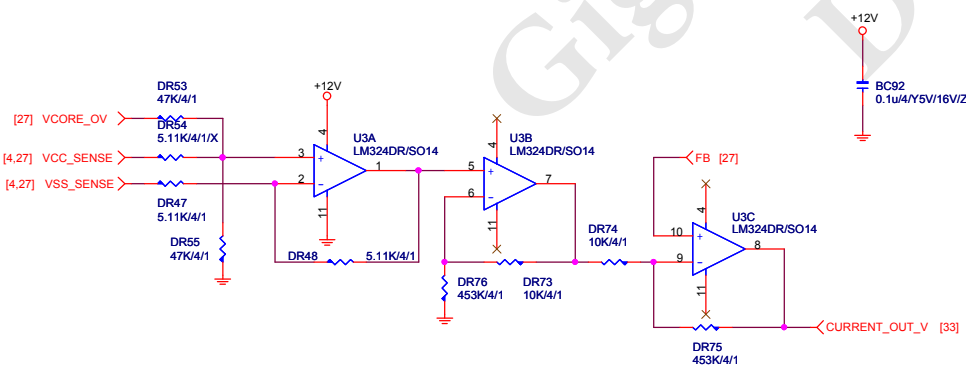 +12V
DR53
47K/4/1
+12V
BC92
0.1u/4/Y5V/16V/Z
[27] VCORE_OV
DR54
5.11K/4/1/X
4
U3A
LM324DR/SO14
4
U3B
LM324DR/SO14
[4,27] VCC_SENSE
3
+
1
5
+
FB [27]
[4,27] VSS_SENSE
2
-
6
-
7
4
U3C
LM324DR/SO14
DR47
5.11K/4/1
11
11
DR74
10K/4/1
10
+
8
DR55
47K/4/1
DR48
5.11K/4/1
9
-
DR76
453K/4/1
DR73
10K/4/1
11
CURRENT_OUT_V [33]
DR75
453K/4/1
Gig